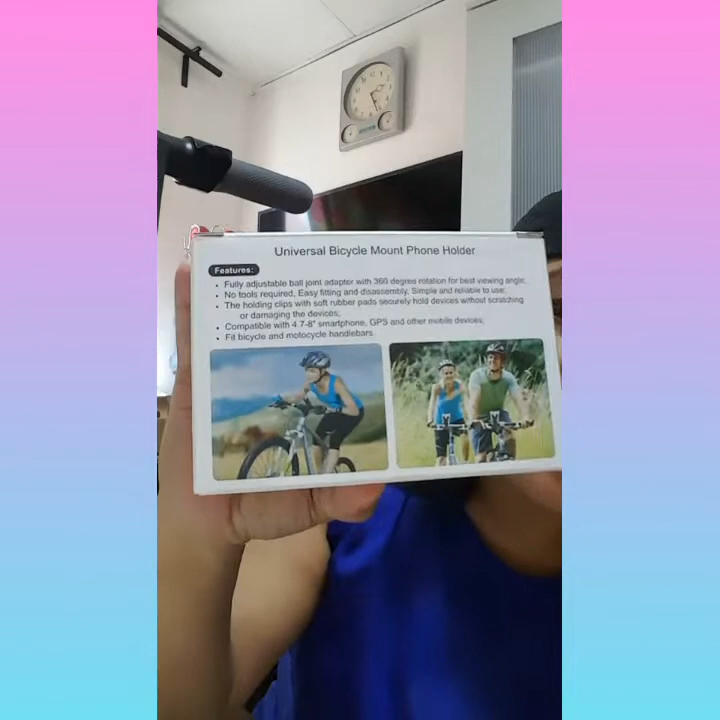 Universal Bicycle Mount Phone Holder
Features:
• Fully adjustable ball joint adaptor with 360 degree rotation for best viewing angle;
• No tools required, Easy fitting and disassembly, Simple and reliable to use;
• The holding clips with soft rubber pads securely hold devices without scratching
or damaging the devices;
• Compatible with 4.7-8" smartphone, GPS and other mobile devices;
• Fit bicycle and motocycle handlebars